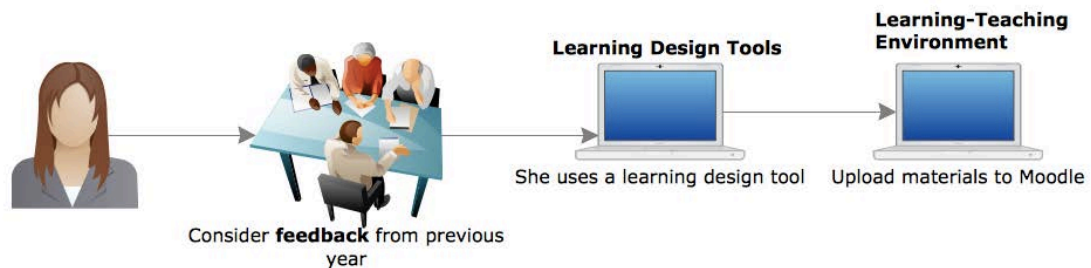 Learning Design Tools
Learning-Teaching
Environment
She uses a learning design tool
Upload materials to Moodle
Consider feedback from previous
year